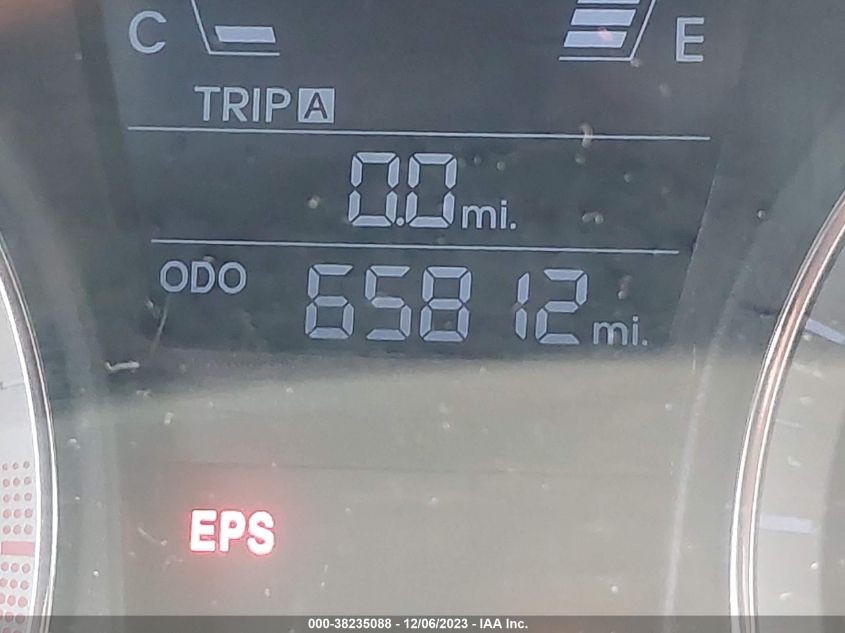 C E
TRIP A
0.0 mi.
ODO 65812 mi.
EPS
000-38235088 - 12/06/2023 - IAA Inc.